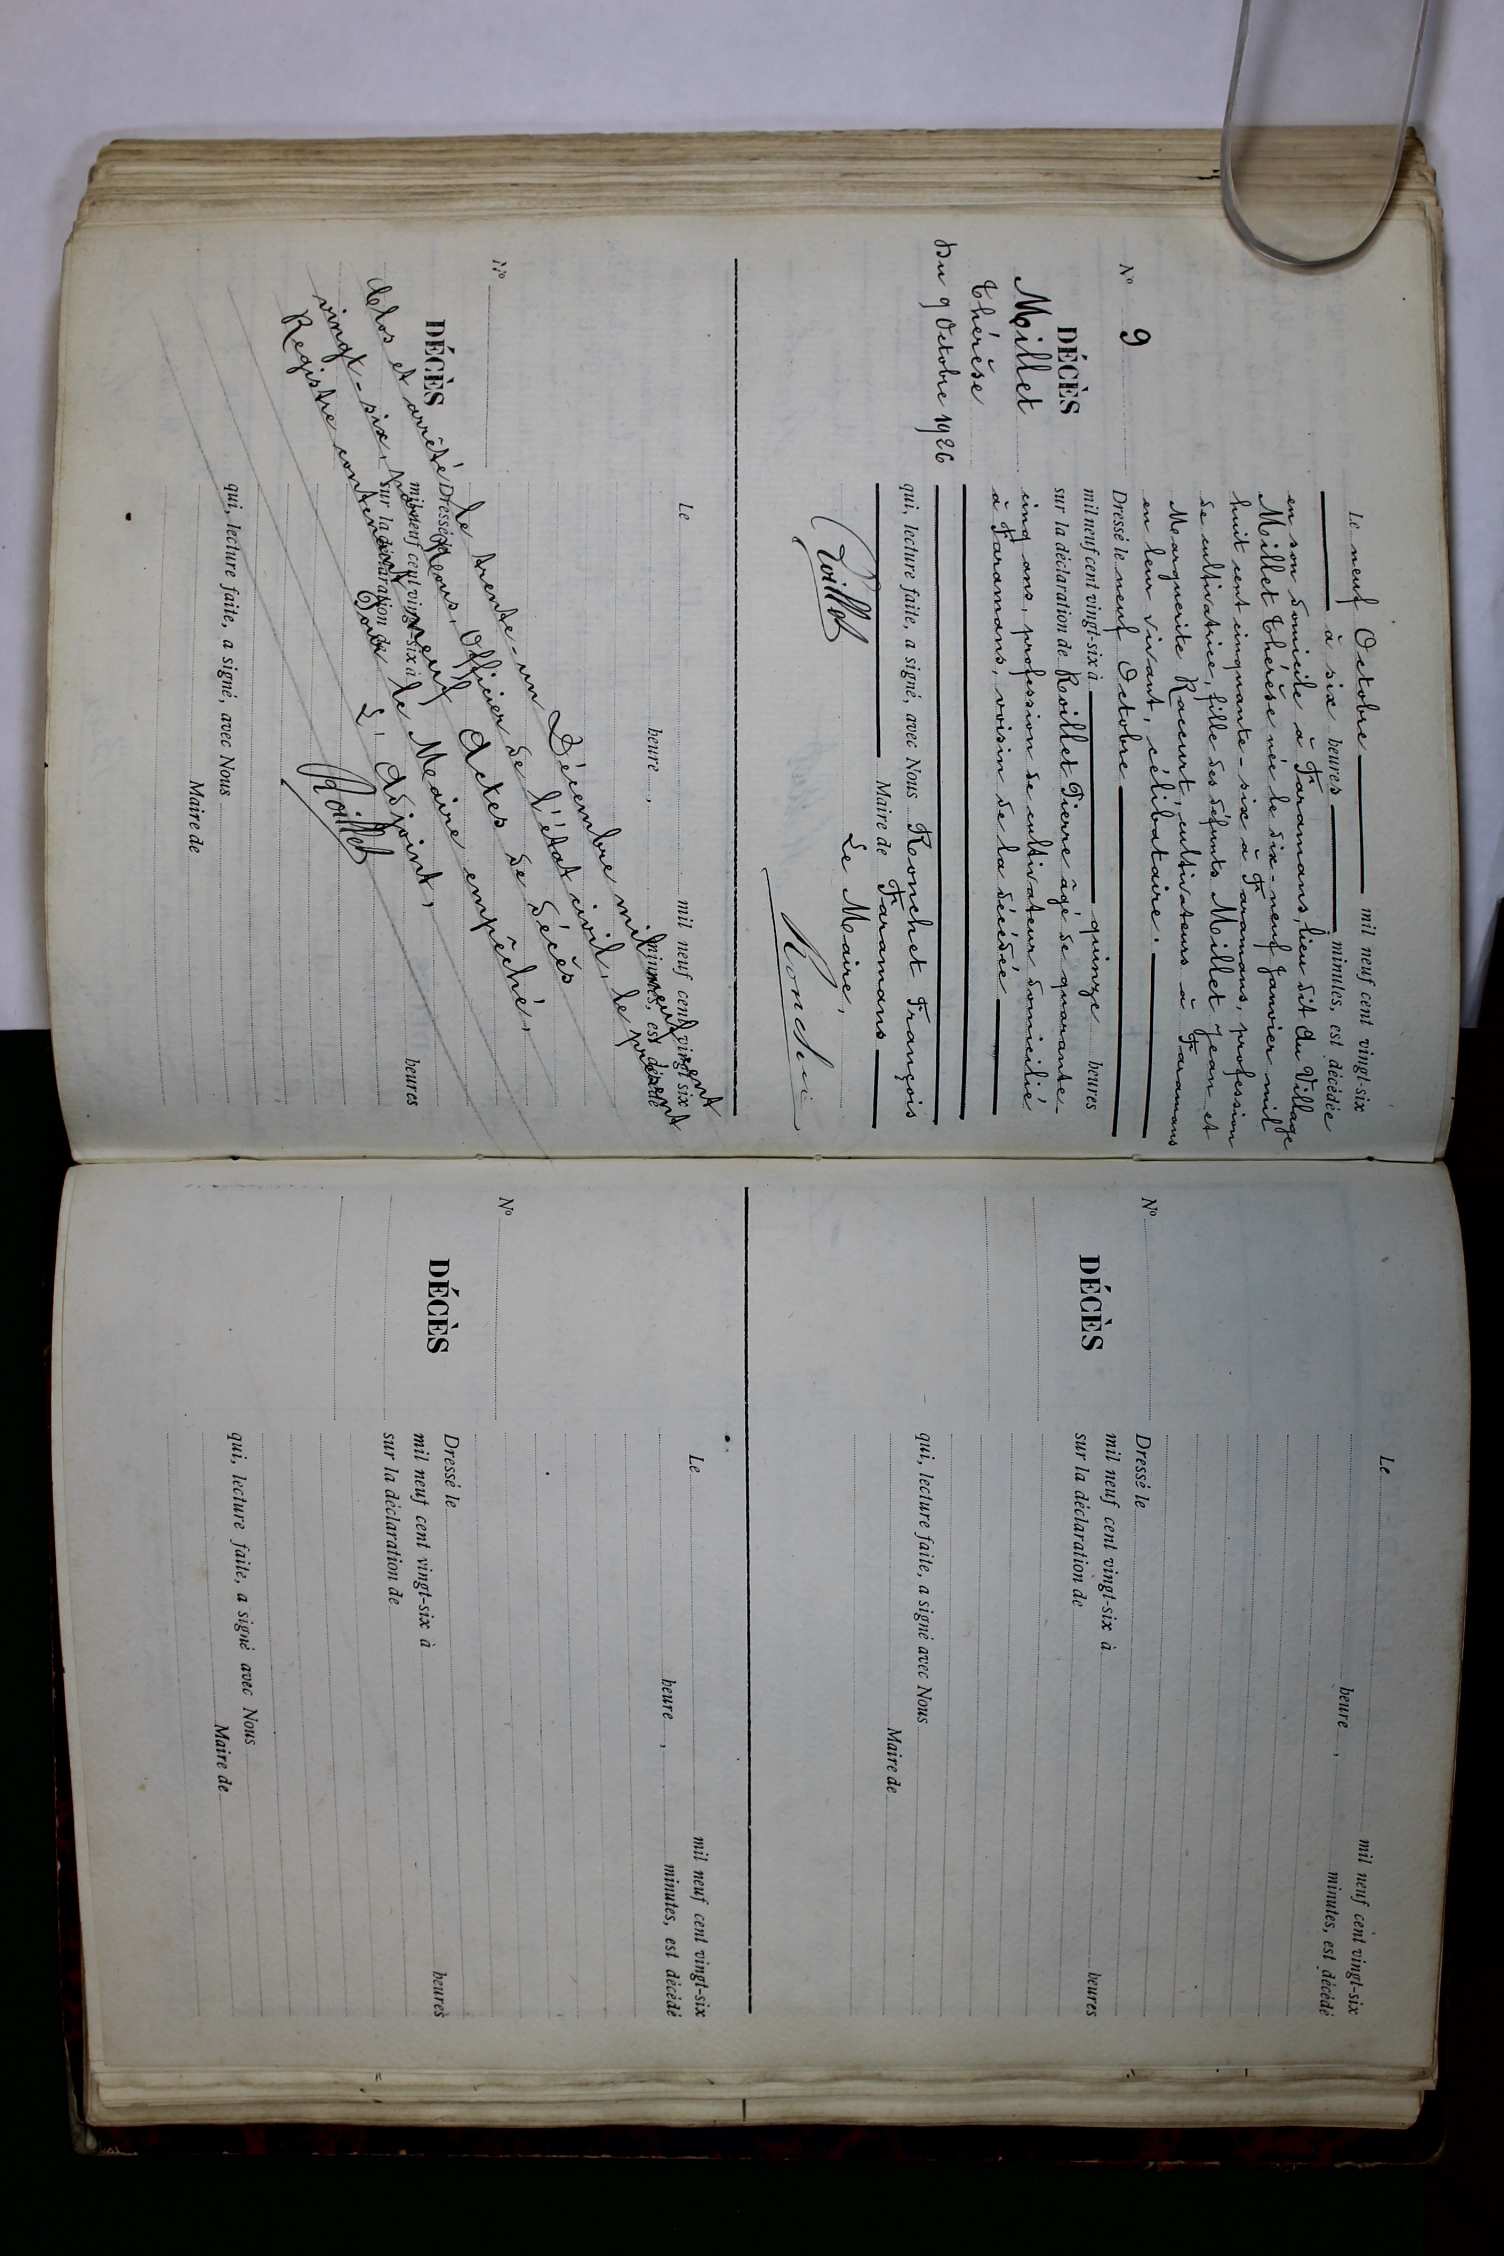 N° 9
DÉCÈS
Millet
Thérèse
Du 9 Octobre 1926
Le neuf Octobre mil neuf cent vingt-six
à six heures minutes, est décédée
en son domicile à Faramans, lieu dit du Village
Millet Thérèse née le dix-neuf Janvier mil
huit cent cinquante-six à Faramans, profession
de cultivatrice, fille des défunts Millet Jean et
Marguerite Racurt, cultivateurs à Faramans
en leur vivant, célibataire.
Dressé le neuf Octobre
mil neuf cent vingt-six à quinze heures
sur la déclaration de Roillet Pierre âgé de quarante-
cinq ans, profession de cultivateur domicilié
à Faramans, voisin de la décédée
qui, lecture faite, a signé, avec Nous Ronchet François
Maire de Faramans
Le Maire,
Roillet
N°
DÉCÈS
Le mil neuf cent vingt six
heure , minutes, est décédé
Dressé le
mil neuf cent vingt-six à heures
sur la déclaration de
qui, lecture faite, a signé, avec Nous
Maire de
Clos et arrêté le trente-un Décembre mil neuf cent
vingt-six, par Nous, Officier de l'état civil, le présent
Registre contenant neuf Actes de décès
Pour le Maire empêché,
L'Adjoint,
Roillet
N°
DÉCÈS
Le mil neuf cent vingt-six
heure , minutes, est décédé
Dressé le
mil neuf cent vingt-six à heures
sur la déclaration de
qui, lecture faite, a signé avec Nous
Maire de
N°
DÉCÈS
Le mil neuf cent vingt-six
heure , minutes, est décédé
Dressé le
mil neuf cent vingt-six à heures
sur la déclaration de
qui, lecture faite, a signé avec Nous
Maire de